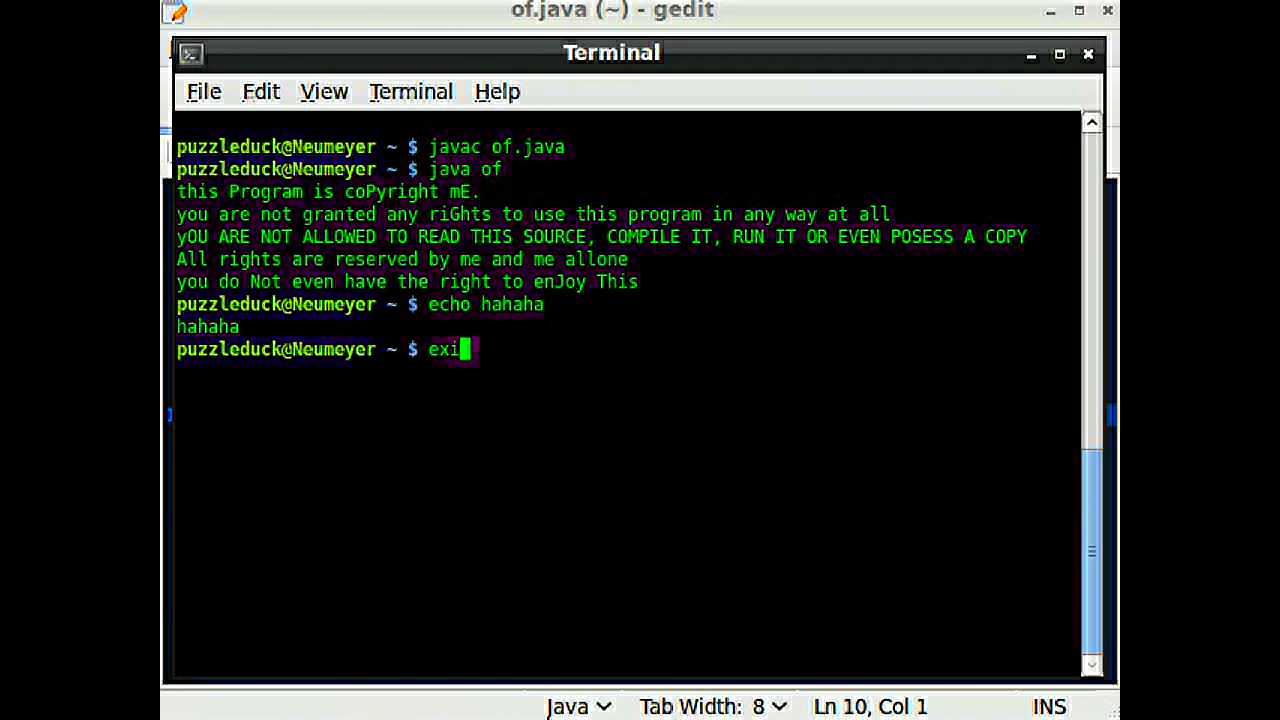 of.java (~) - gedit
Terminal
File Edit View Terminal Help
puzzleduck@Neumeyer ~ $ javac of.java
puzzleduck@Neumeyer ~ $ java of
this Program is coPyright mE.
you are not granted any riGhts to use this program in any way at all
yOU ARE NOT ALLOWED TO READ THIS SOURCE, COMPILE IT, RUN IT OR EVEN POSESS A COPY
All rights are reserved by me and me allone
you do Not even have the right to enJoy This
puzzleduck@Neumeyer ~ $ echo hahaha
hahaha
puzzleduck@Neumeyer ~ $ exi
Java Tab Width: 8 Ln 10, Col 1 INS